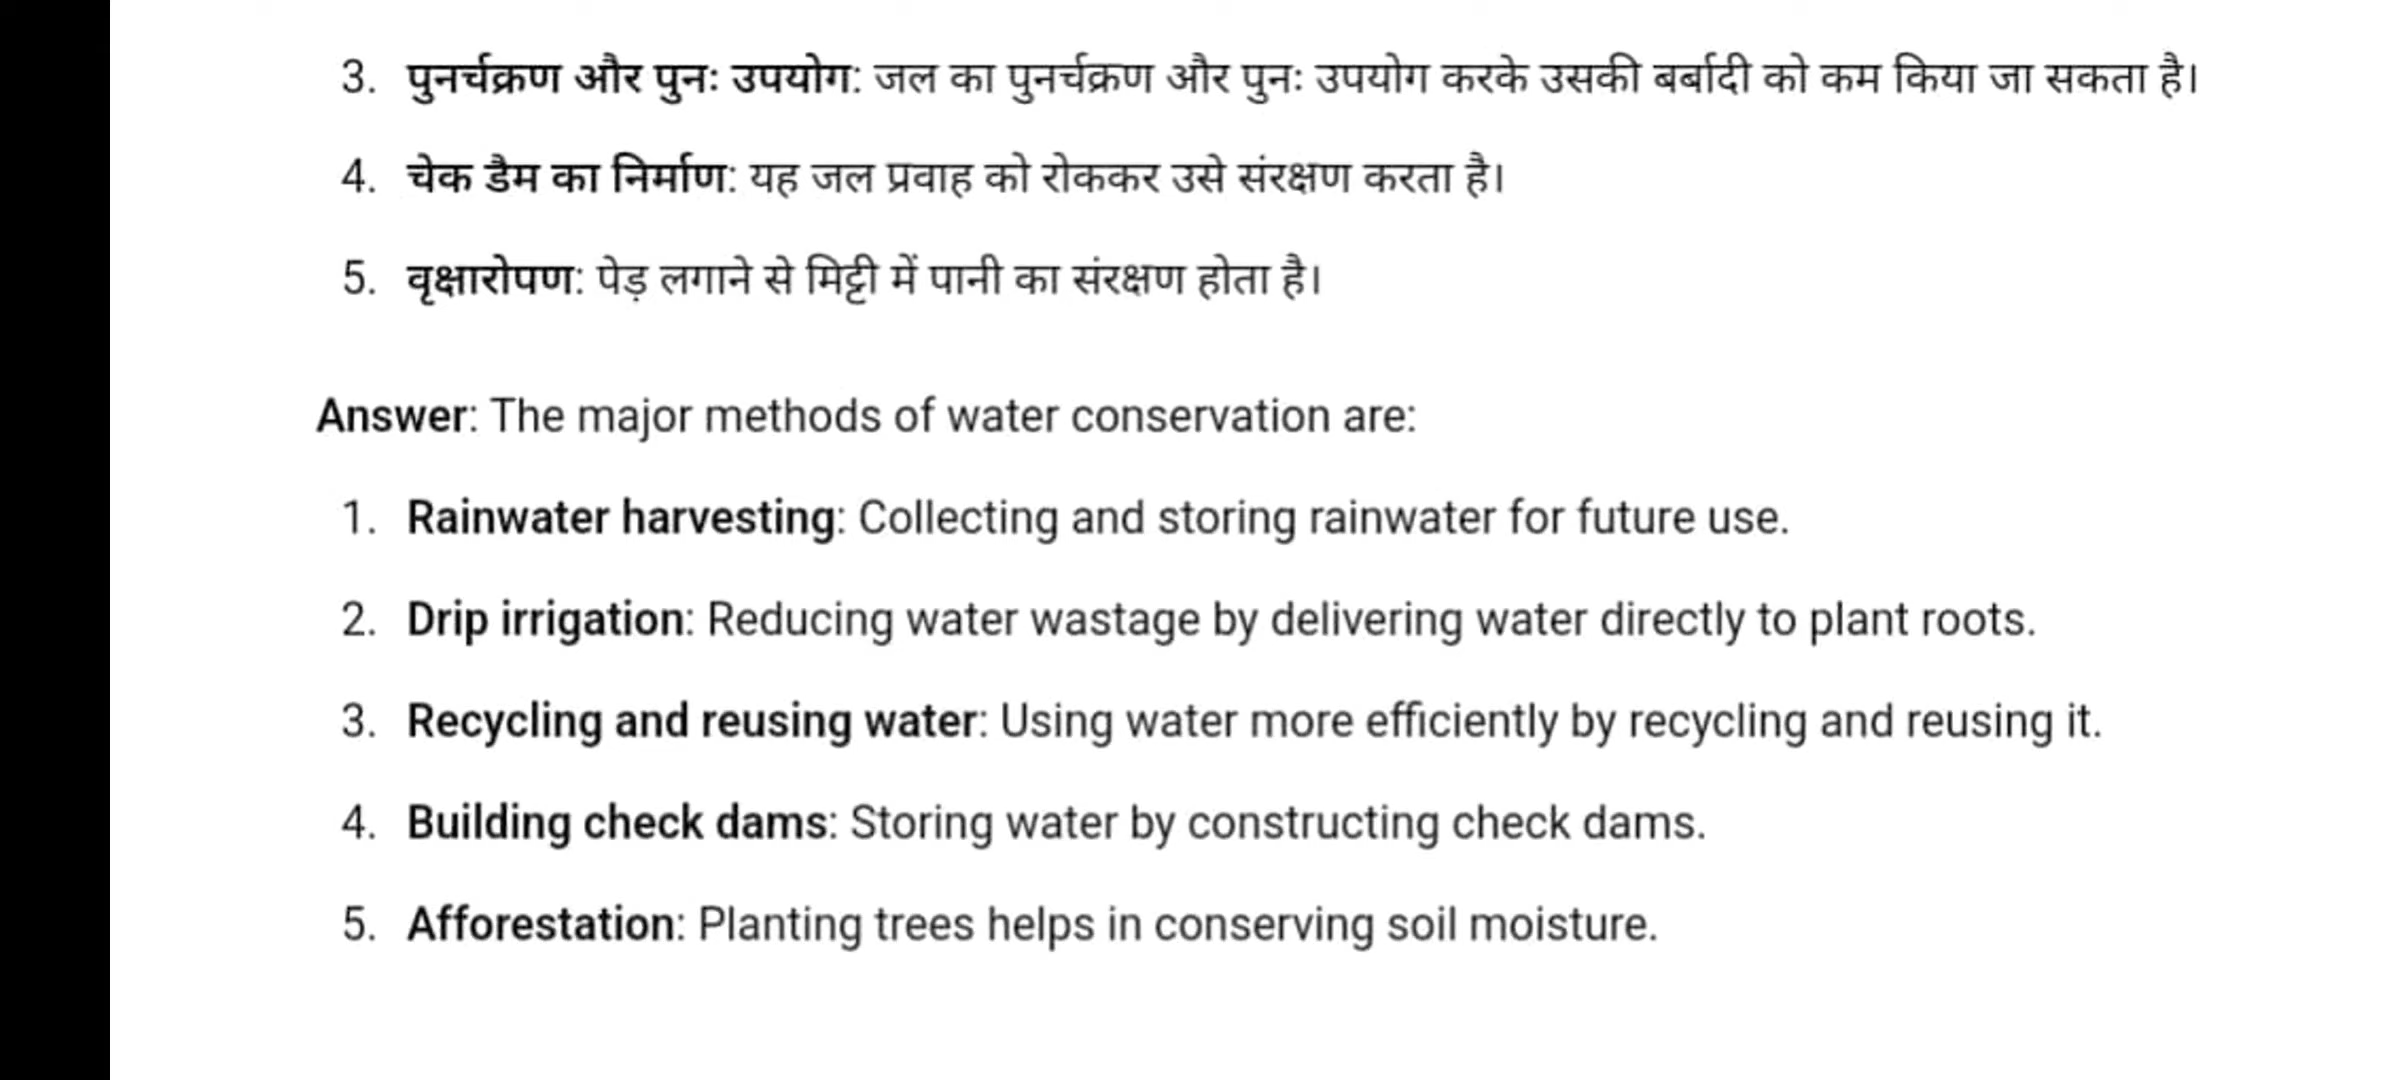 3. पुनर्चक्रण और पुनः उपयोग: जल का पुनर्चक्रण और पुनः उपयोग करके उसकी बर्बादी को कम किया जा सकता है।
4. चेक डैम का निर्माण: यह जल प्रवाह को रोककर उसे संरक्षण करता है।
5. वृक्षारोपण: पेड़ लगाने से मिट्टी में पानी का संरक्षण होता है।
Answer: The major methods of water conservation are:
1. Rainwater harvesting: Collecting and storing rainwater for future use.
2. Drip irrigation: Reducing water wastage by delivering water directly to plant roots.
3. Recycling and reusing water: Using water more efficiently by recycling and reusing it.
4. Building check dams: Storing water by constructing check dams.
5. Afforestation: Planting trees helps in conserving soil moisture.